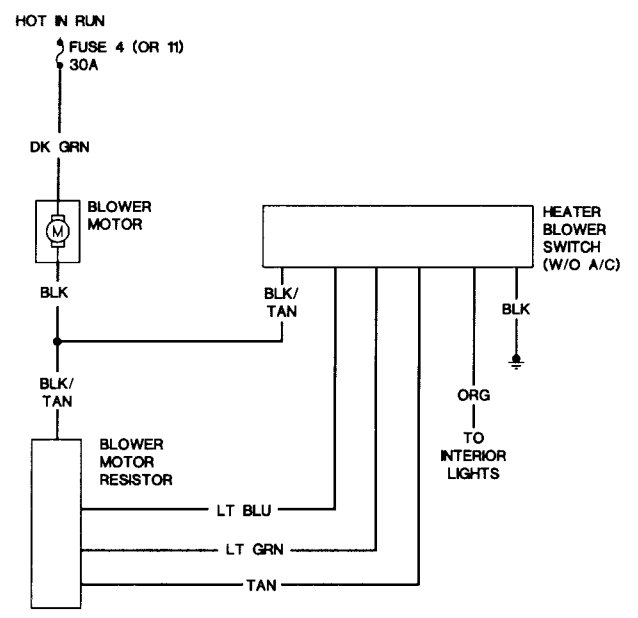 HOT IN RUN
FUSE 4 (OR 11)
30A
DK GRN
BLOWER
MOTOR
M
BLK
HEATER
BLOWER
SWITCH
(W/O A/C)
BLK/
TAN
BLK
BLK/
TAN
ORG
TO
INTERIOR
LIGHTS
BLOWER
MOTOR
RESISTOR
LT BLU
LT GRN
TAN